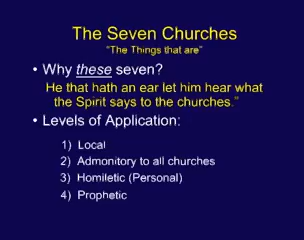 The Seven Churches
"The Things that are"
• Why these seven?
He that hath an ear let him hear what
the Spirit says to the churches."
• Levels of Application:
1) Local
2) Admonitory to all churches
3) Homiletic (Personal)
4) Prophetic